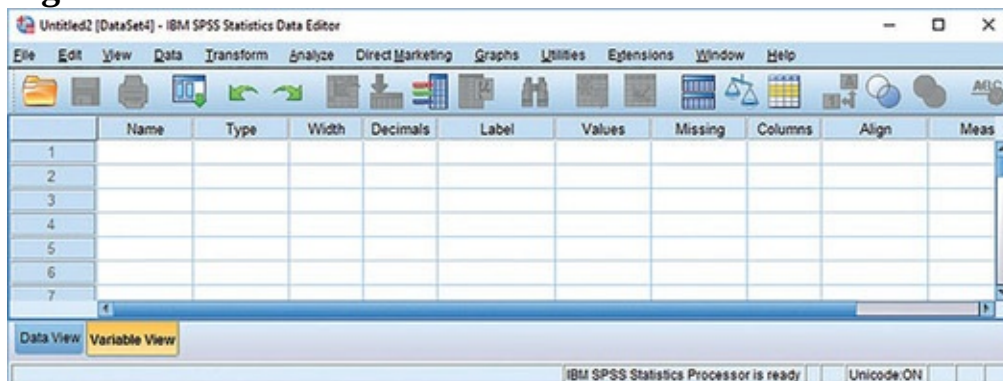 Untitled2 [DataSet4] - IBM SPSS Statistics Data Editor
File Edit View Data Transform Analyze Direct Marketing Graphs Utilities Extensions Window Help
Name Type Width Decimals Label Values Missing Columns Align Meas
1
2
3
4
5
6
7
Data View Variable View
IBM SPSS Statistics Processor is ready Unicode:ON